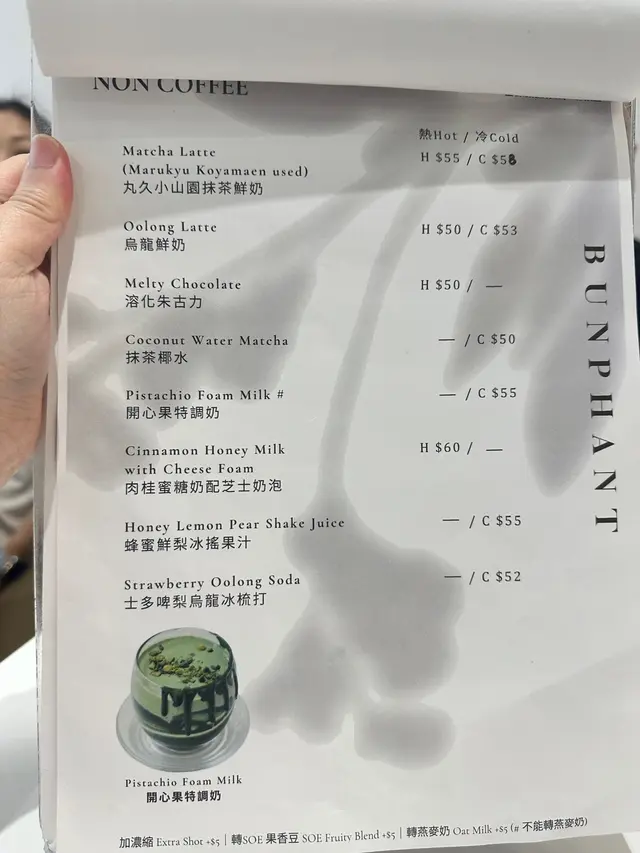 NON COFFEE
熱Hot / 冷Cold
Matcha Latte
(Marukyu Koyamaen used)
丸久小山園抹茶鮮奶
H $55 / C $58
Oolong Latte
烏龍鮮奶
H $50 / C $53
Melty Chocolate
溶化朱古力
H $50 / —
Coconut Water Matcha
抹茶椰水
— / C $50
Pistachio Foam Milk #
開心果特調奶
— / C $55
Cinnamon Honey Milk
with Cheese Foam
肉桂蜜糖奶配芝士奶泡
H $60 / —
Honey Lemon Pear Shake Juice
蜂蜜鮮梨冰搖果汁
— / C $55
Strawberry Oolong Soda
士多啤梨烏龍冰梳打
— / C $52
BUNPHANT
Pistachio Foam Milk
開心果特調奶
加濃縮 Extra Shot +$5 | 轉SOE 果香豆 SOE Fruity Blend +$5 | 轉燕麥奶 Oat Milk +$5 (# 不能轉燕麥奶)